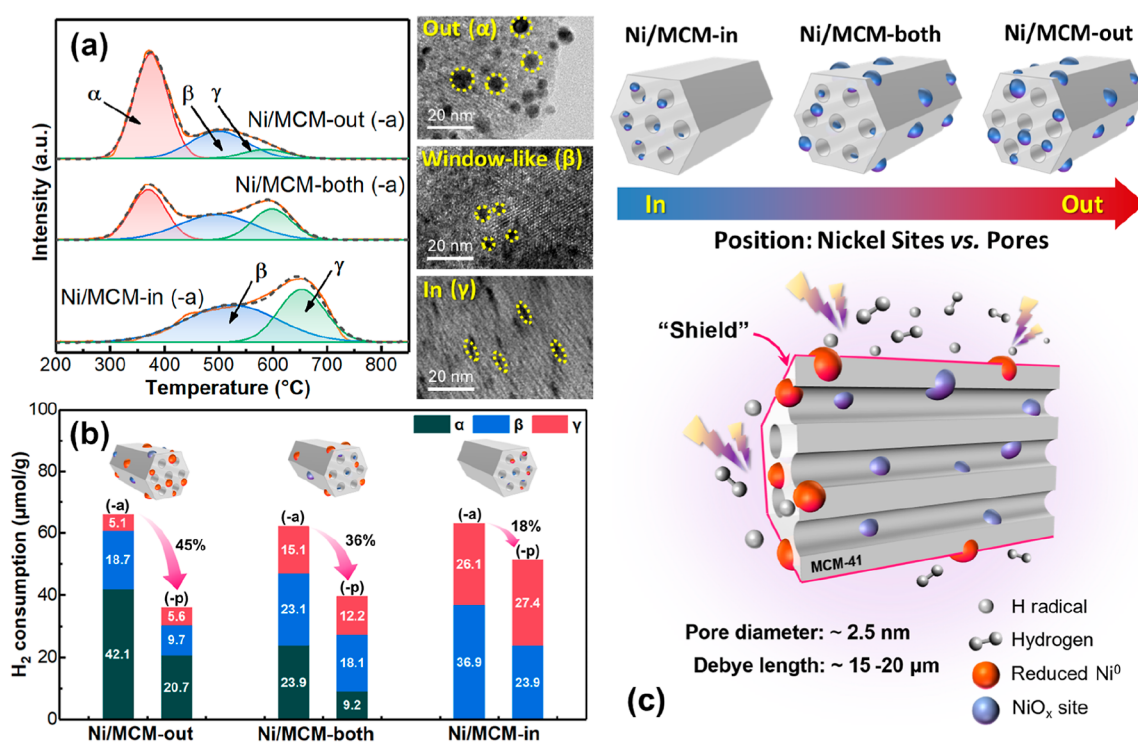 (a)
α
β
γ
Ni/MCM-out (-a)
Ni/MCM-both (-a)
β
γ
Ni/MCM-in (-a)
Intensity (a.u.)
200 300 400 500 600 700 800
Temperature (°C)
Out (α)
20 nm
Window-like (β)
20 nm
In (γ)
20 nm
Ni/MCM-in
Ni/MCM-both
Ni/MCM-out
In
Out
Position: Nickel Sites vs. Pores
(b)
α β γ
H2 consumption (μmol/g)
100
80
60
40
20
0
(-a)
5.1
18.7
42.1
45%
(-p)
5.6
9.7
20.7
(-a)
15.1
23.1
23.9
36%
(-p)
12.2
18.1
9.2
(-a)
26.1
36.9
18%
(-p)
27.4
23.9
Ni/MCM-out Ni/MCM-both Ni/MCM-in
“Shield”
MCM-41
Pore diameter: ~ 2.5 nm
Debye length: ~ 15 -20 μm
H radical
Hydrogen
Reduced Ni⁰
NiOx site
(c)